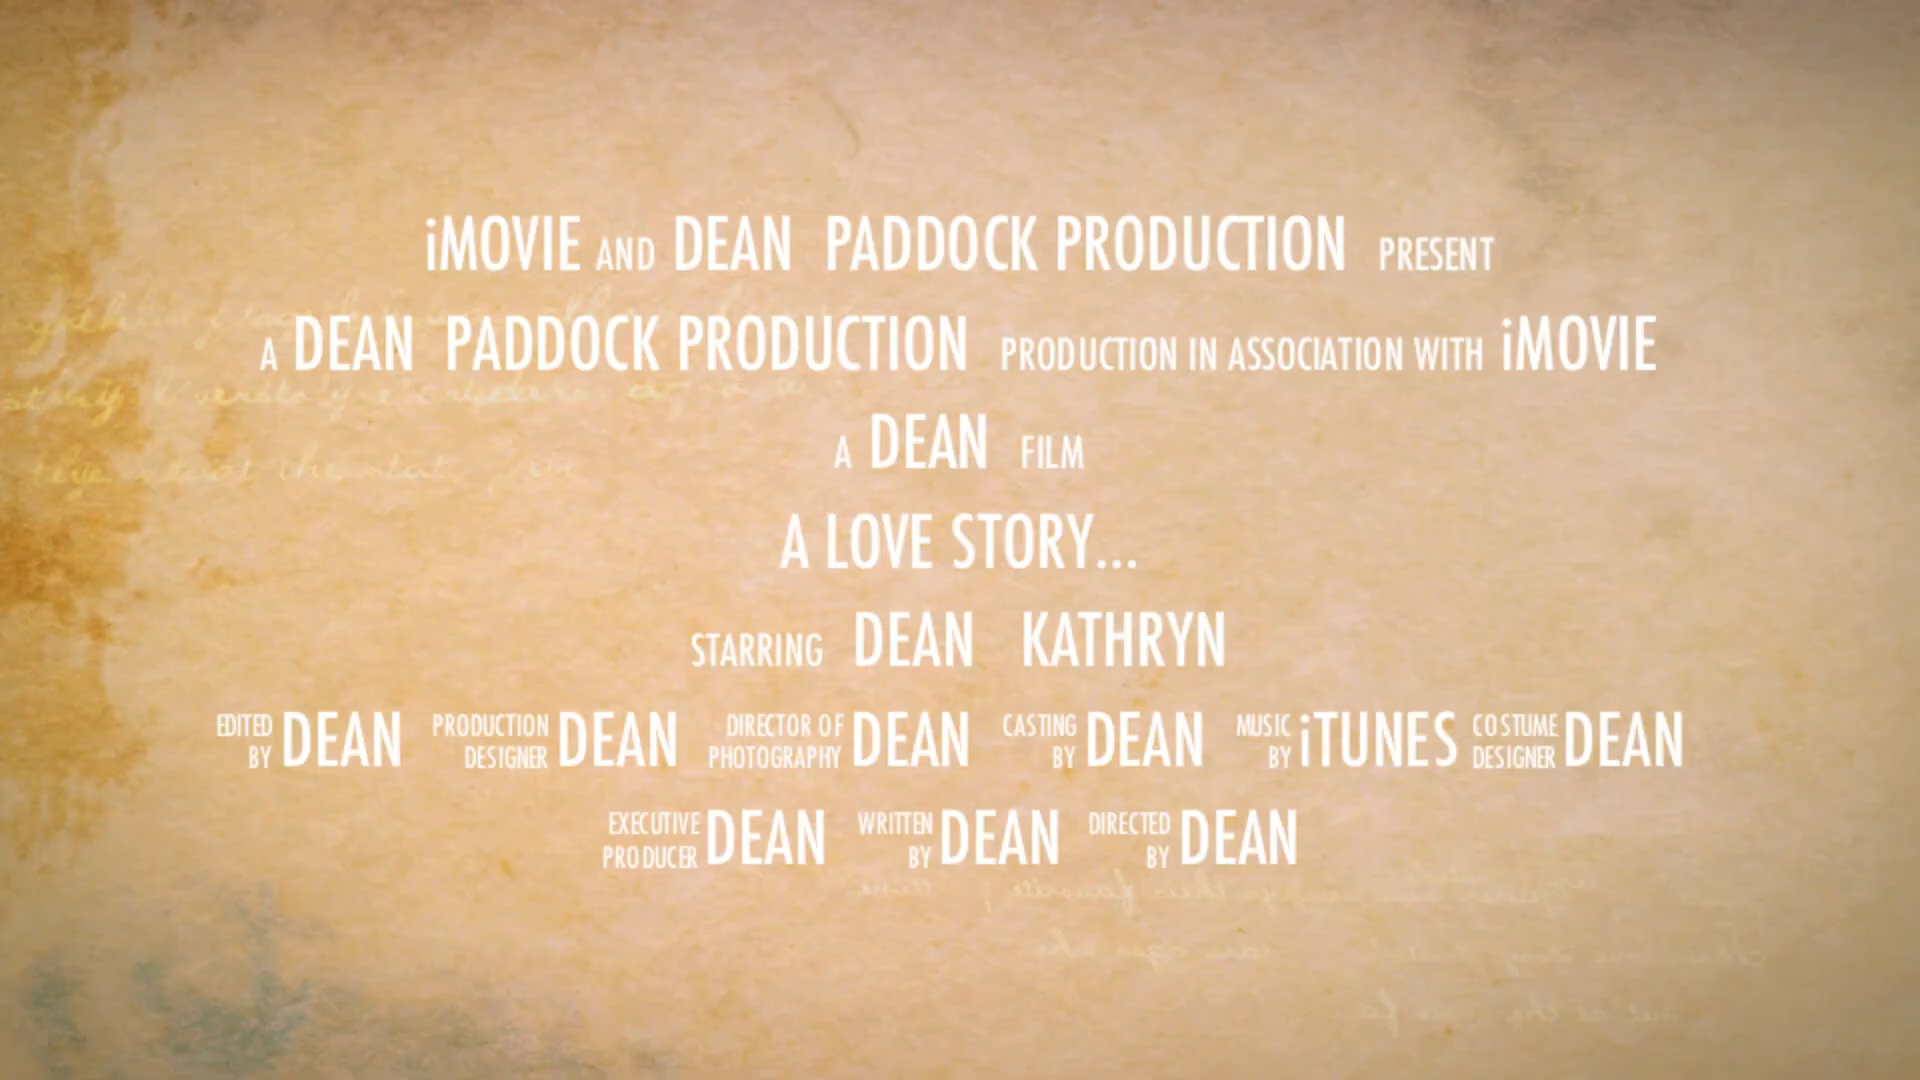 iMOVIE AND DEAN PADDOCK PRODUCTION PRESENT
A DEAN PADDOCK PRODUCTION PRODUCTION IN ASSOCIATION WITH iMOVIE
A DEAN FILM
A LOVE STORY...
STARRING DEAN KATHRYN
EDITED BY DEAN PRODUCTION DESIGNER DEAN DIRECTOR OF PHOTOGRAPHY DEAN CASTING BY DEAN MUSIC BY iTUNES COSTUME DESIGNER DEAN
EXECUTIVE PRODUCER DEAN WRITTEN BY DEAN DIRECTED BY DEAN